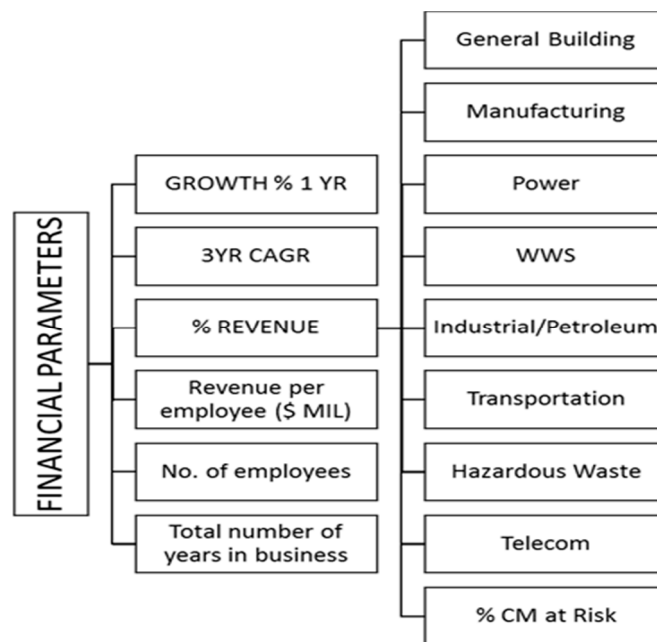 FINANCIAL PARAMETERS
GROWTH % 1 YR
3YR CAGR
% REVENUE
Revenue per
employee ($ MIL)
No. of employees
Total number of
years in business
General Building
Manufacturing
Power
WWS
Industrial/Petroleum
Transportation
Hazardous Waste
Telecom
% CM at Risk